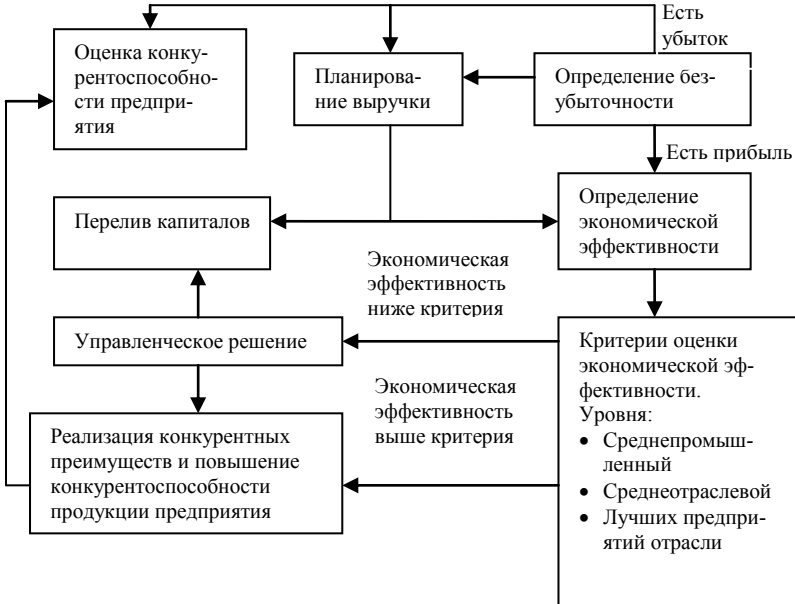 Есть
убыток
Оценка конку-
рентоспособно-
сти предпри-
ятия
Планирова-
ние выручки
Определение без-
убыточности
Есть прибыль
Перелив капиталов
Определение
экономической
эффективности
Экономическая
эффективность
ниже критерия
Управленческое решение
Критерии оценки
экономической эф-
фективности.
Уровня:
• Среднепромыш-
ленный
• Среднеотраслевой
• Лучших предпри-
ятий отрасли
Экономическая
эффективность
выше критерия
Реализация конкурентных
преимуществ и повышение
конкурентоспособности
продукции предприятия